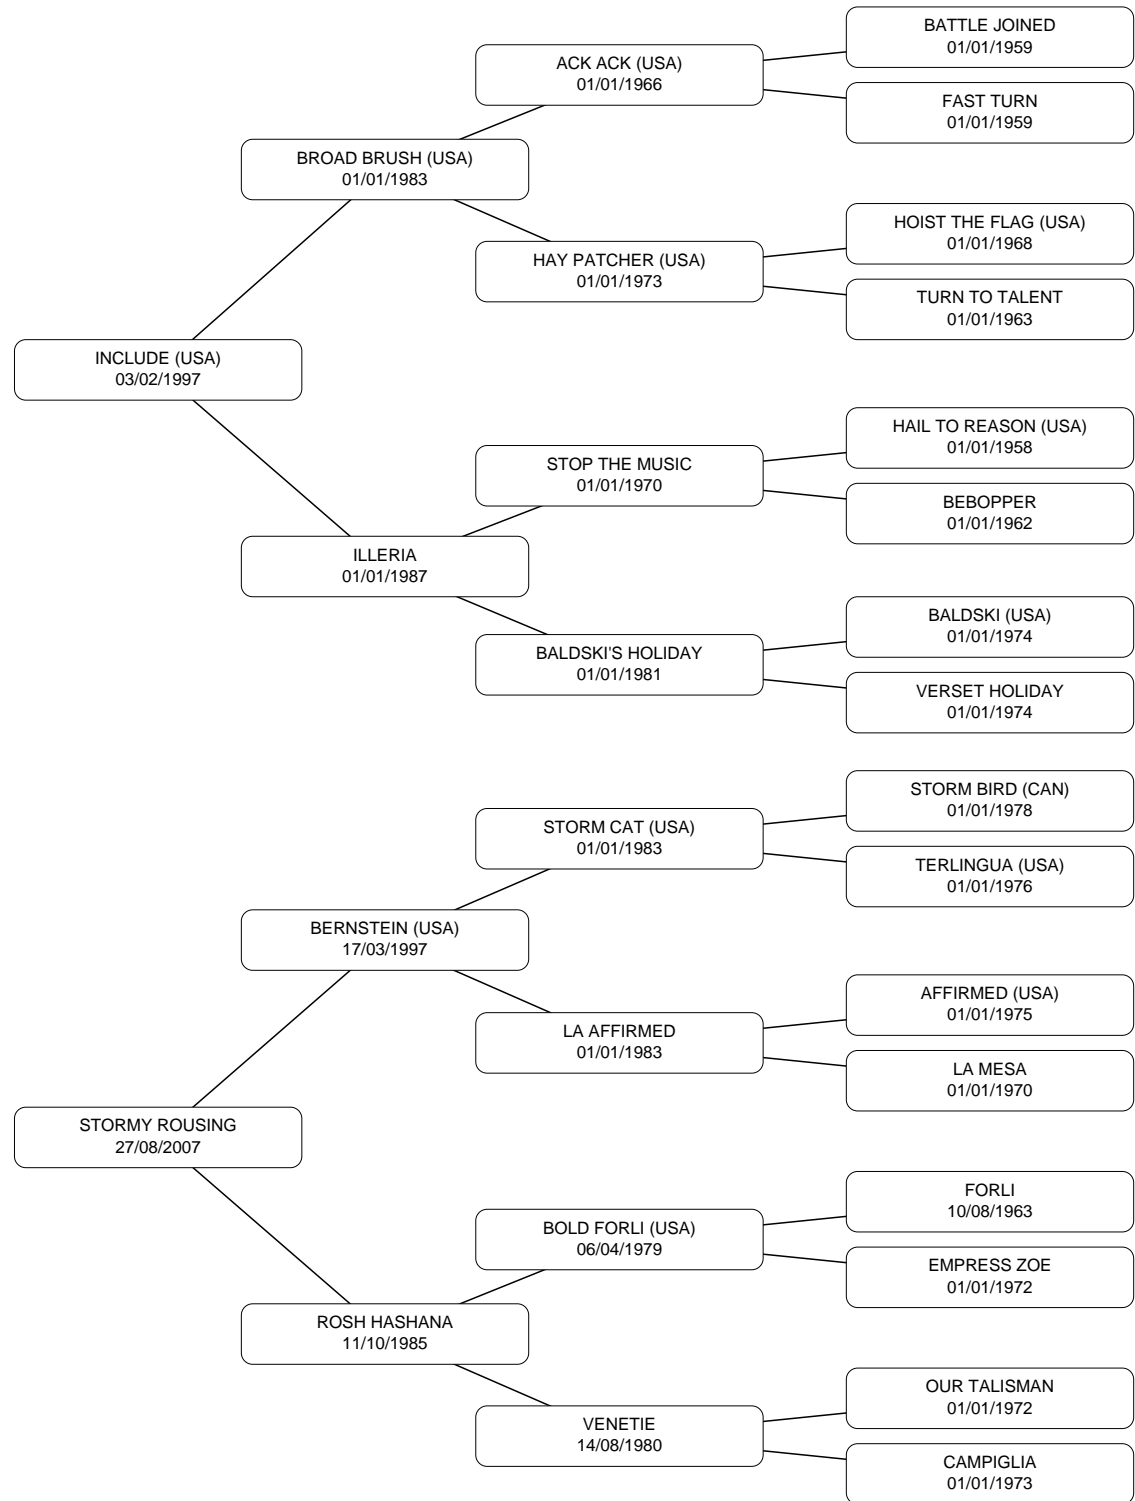 BATTLE JOINED
01/01/1959
ACK ACK (USA)
01/01/1966
FAST TURN
01/01/1959
BROAD BRUSH (USA)
01/01/1983
HOIST THE FLAG (USA)
01/01/1968
HAY PATCHER (USA)
01/01/1973
TURN TO TALENT
01/01/1963
INCLUDE (USA)
03/02/1997
HAIL TO REASON (USA)
01/01/1958
STOP THE MUSIC
01/01/1970
BEBOPPER
01/01/1962
ILLERIA
01/01/1987
BALDSKI (USA)
01/01/1974
BALDSKI'S HOLIDAY
01/01/1981
VERSET HOLIDAY
01/01/1974
STORM BIRD (CAN)
01/01/1978
STORM CAT (USA)
01/01/1983
TERLINGUA (USA)
01/01/1976
BERNSTEIN (USA)
17/03/1997
AFFIRMED (USA)
01/01/1975
LA AFFIRMED
01/01/1983
LA MESA
01/01/1970
STORMY ROUSING
27/08/2007
FORLI
10/08/1963
BOLD FORLI (USA)
06/04/1979
EMPRESS ZOE
01/01/1972
ROSH HASHANA
11/10/1985
OUR TALISMAN
01/01/1972
VENETIE
14/08/1980
CAMPIGLIA
01/01/1973